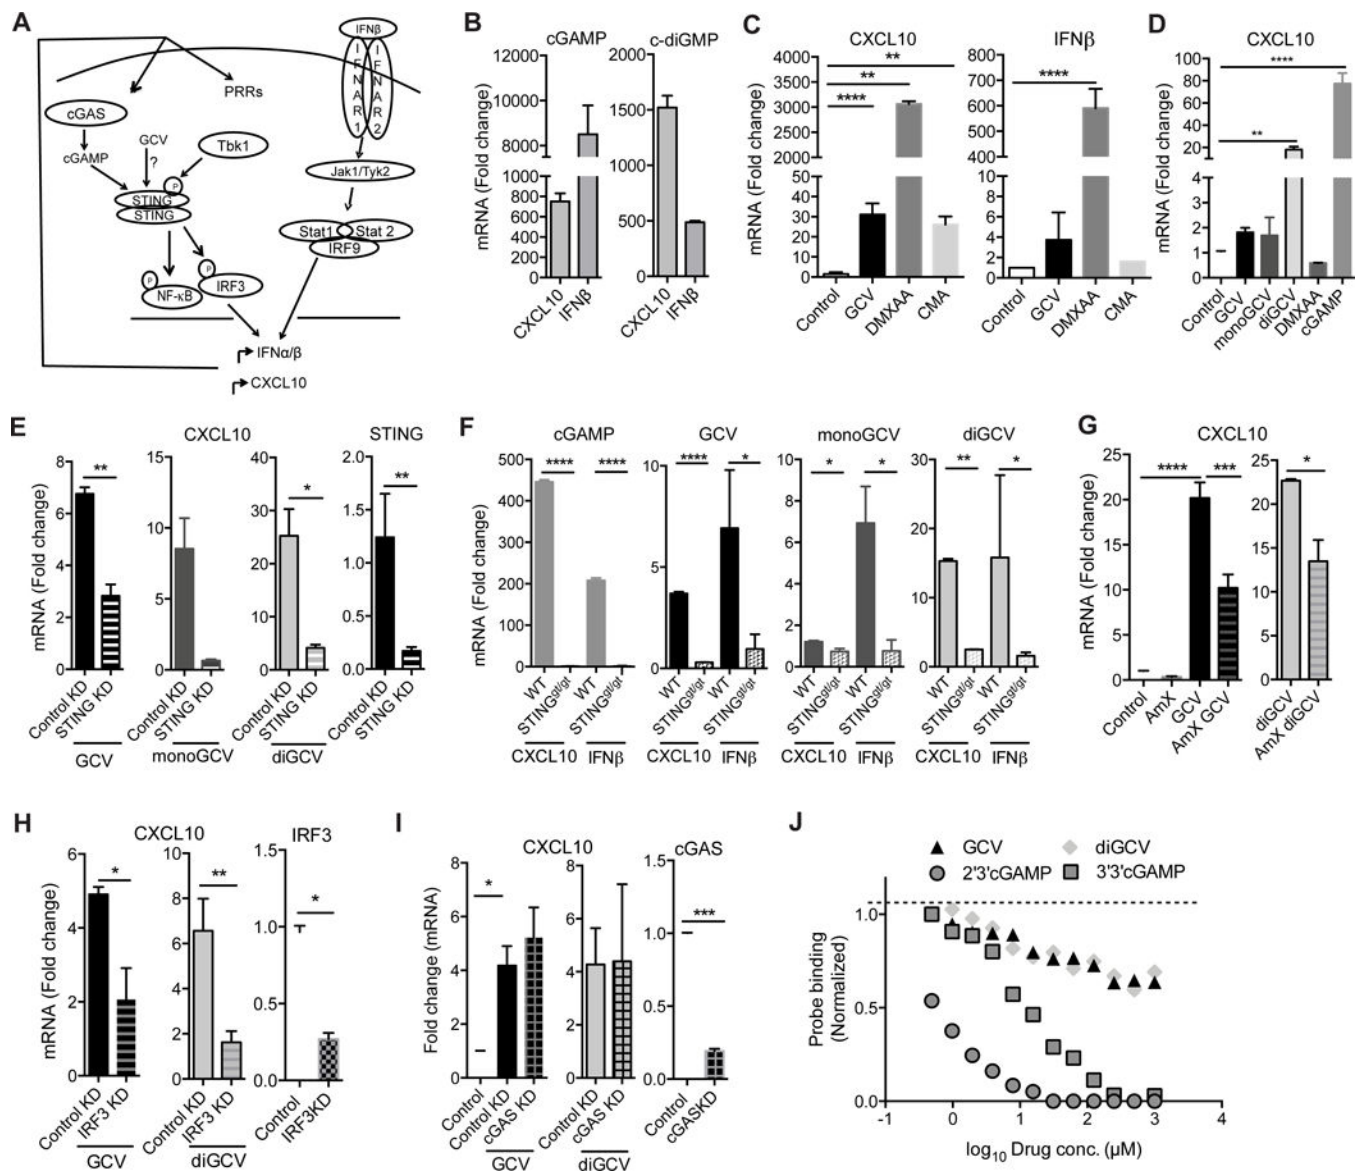 A
IFNβ
I F N A R 1
I F N A R 2
cGAS
PRRs
cGAMP
GCV
?
Tbk1
P
STING
STING
Jak1/Tyk2
Stat1
Stat 2
IRF9
P
NF-κB
P
IRF3
IFNα/β
CXCL10
B
cGAMP
c-diGMP
mRNA (Fold change)
12000
10000
8000
6000
1000
800
600
400
200
0
2000
1500
1000
500
0
CXCL10
IFNβ
CXCL10
IFNβ
C
CXCL10
IFNβ
mRNA (Fold change)
4000
3500
3000
2500
2000
50
40
30
20
10
0
**
**
****
800
700
600
500
400
8
6
4
2
0
****
Control
GCV
DMXAA
CMA
Control
GCV
DMXAA
CMA
D
CXCL10
mRNA (Fold change)
100
80
60
40
20
4
3
2
1
0
****
**
Control
GCV
monoGCV
diGCV
DMXAA
cGAMP
E
CXCL10
STING
mRNA (Fold change)
8
6
4
2
0
**
15
10
5
0
40
30
20
10
0
*
2.0
1.5
1.0
0.5
0.0
**
Control KD
STING KD
Control KD
STING KD
Control KD
STING KD
Control KD
STING KD
GCV
monoGCV
diGCV
F
cGAMP
GCV
monoGCV
diGCV
mRNA (Fold change)
500
400
300
200
100
0
**** ****
10
5
0
**** *
10
8
6
4
2
0
* *
30
20
10
0
** *
WT
STINGgt/gt
WT
STINGgt/gt
WT
STINGgt/gt
WT
STINGgt/gt
WT
STINGgt/gt
WT
STINGgt/gt
WT
STINGgt/gt
WT
STINGgt/gt
CXCL10
IFNβ
CXCL10
IFNβ
CXCL10
IFNβ
CXCL10
IFNβ
G
CXCL10
mRNA (Fold change)
25
20
15
10
5
0
**** ***
25
20
15
10
5
0
*
Control
AmX
GCV
AmX GCV
diGCV
AmX diGCV
H
CXCL10
IRF3
mRNA (Fold change)
6
4
2
0
*
10
8
6
4
2
0
**
1.5
1.0
0.5
0.0
*
Control KD
IRF3 KD
Control KD
IRF3 KD
Control
IRF3KD
GCV
diGCV
I
CXCL10
cGAS
Fold change (mRNA)
8
6
4
2
0
*
8
6
4
2
0
1.5
1.0
0.5
0.0
***
Control
Control KD
cGAS KD
Control KD
cGAS KD
Control
cGASKD
GCV
diGCV
J
GCV
diGCV
2'3'cGAMP
3'3'cGAMP
Probe binding
(Normalized)
1.0
0.5
0.0
-1
0
1
2
3
4
log10 Drug conc. (µM)